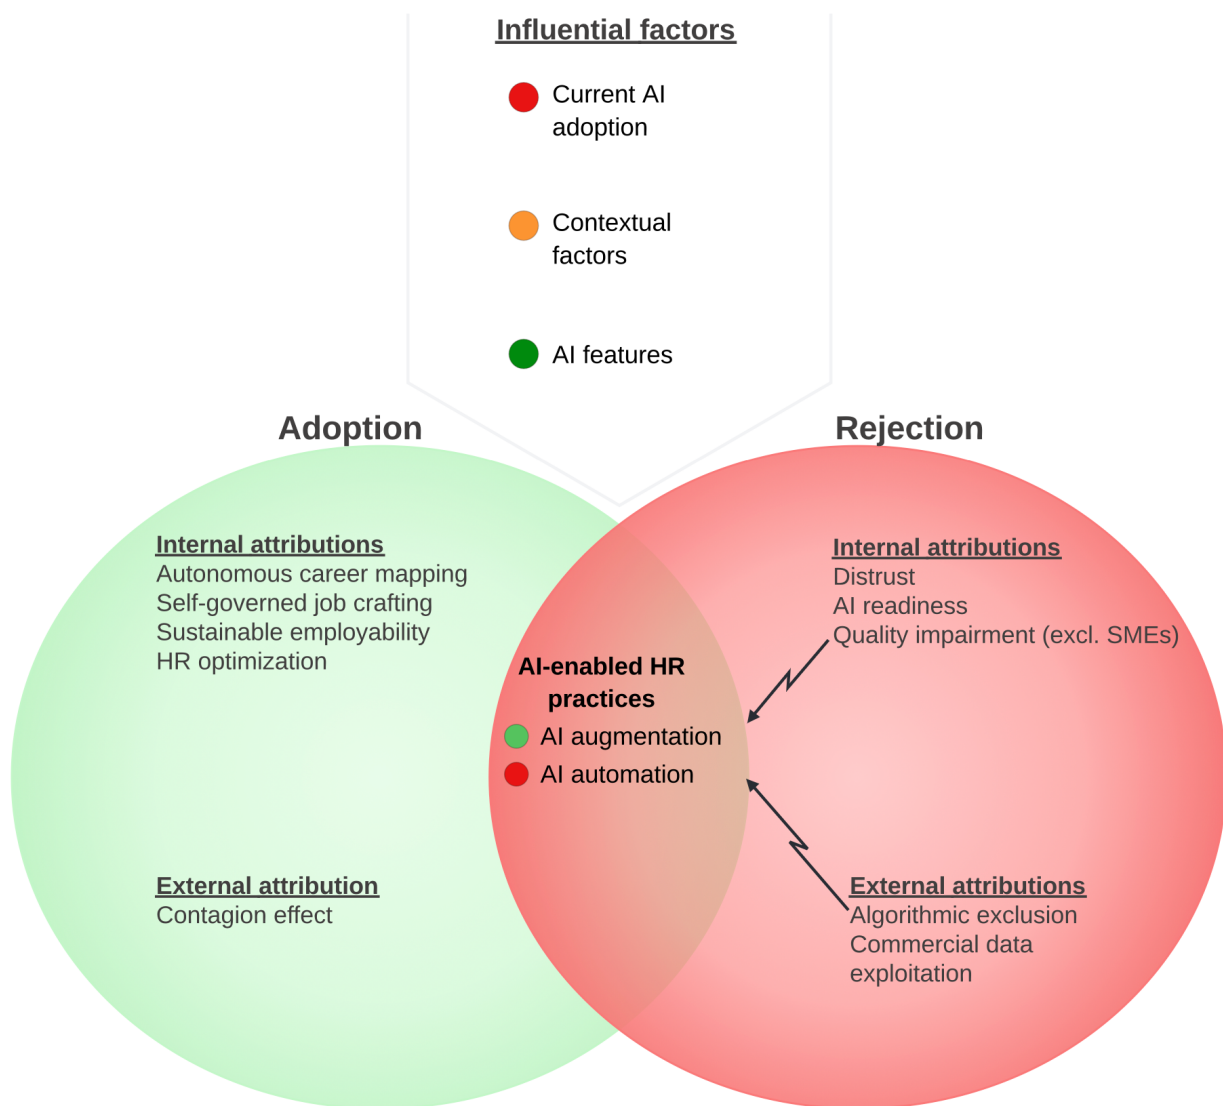 Influential factors
Current AI
adoption
Contextual
factors
AI features
Adoption
Rejection
Internal attributions
Autonomous career mapping
Self-governed job crafting
Sustainable employability
HR optimization
Internal attributions
Distrust
AI readiness
Quality impairment (excl. SMEs)
AI-enabled HR
practices
AI augmentation
AI automation
External attribution
Contagion effect
External attributions
Algorithmic exclusion
Commercial data
exploitation